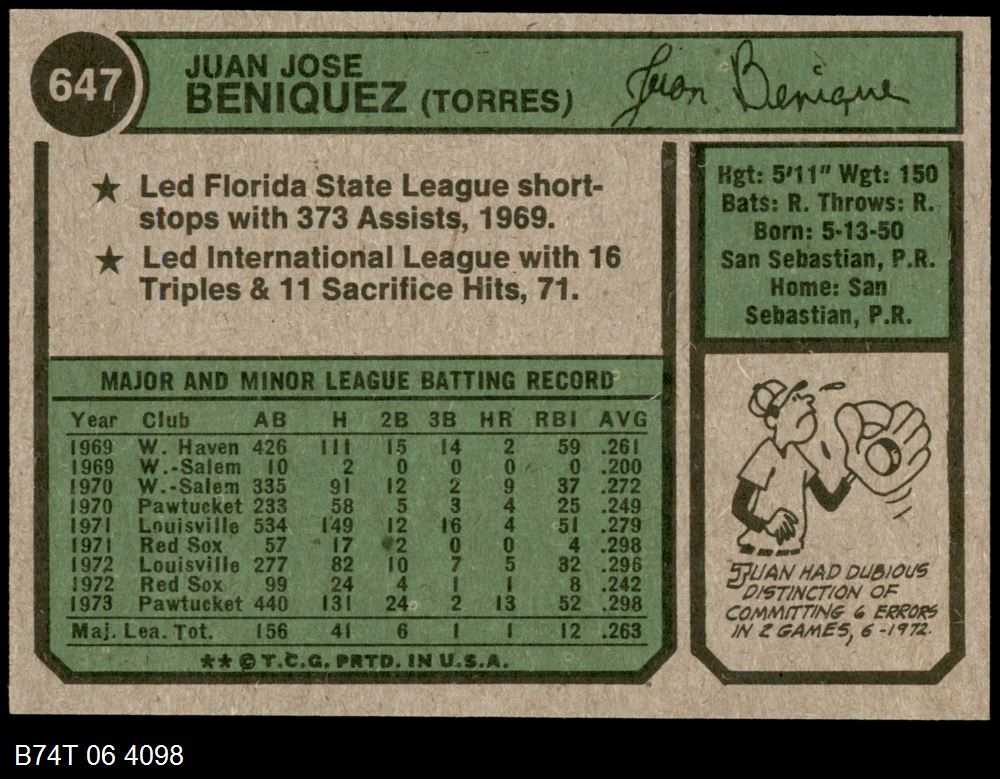 647
JUAN JOSE
BENIQUEZ (TORRES)
Juan Beniquez
★ Led Florida State League short-
stops with 373 Assists, 1969.
★ Led International League with 16
Triples & 11 Sacrifice Hits, 71.
Hgt: 5'11" Wgt: 150
Bats: R. Throws: R.
Born: 5-13-50
San Sebastian, P.R.
Home: San
Sebastian, P.R.
MAJOR AND MINOR LEAGUE BATTING RECORD
Year Club AB H 2B 3B HR RBI AVG
1969 W. Haven 426 111 15 14 2 59 .261
1969 W.-Salem 10 2 0 0 0 0 .200
1970 W.-Salem 335 91 12 2 9 37 .272
1970 Pawtucket 233 58 5 3 4 25 .249
1971 Louisville 534 149 12 16 4 51 .279
1971 Red Sox 57 17 2 0 0 4 .298
1972 Louisville 277 82 10 7 5 32 .296
1972 Red Sox 99 24 4 1 1 8 .242
1973 Pawtucket 440 131 24 2 13 52 .298
Maj. Lea. Tot. 156 41 6 1 1 12 .263
★★ © T.C.G. PRTD. IN U.S.A.
JUAN HAD DUBIOUS
DISTINCTION OF
COMMITTING 6 ERRORS
IN 2 GAMES, 6-1972.
B74T 06 4098